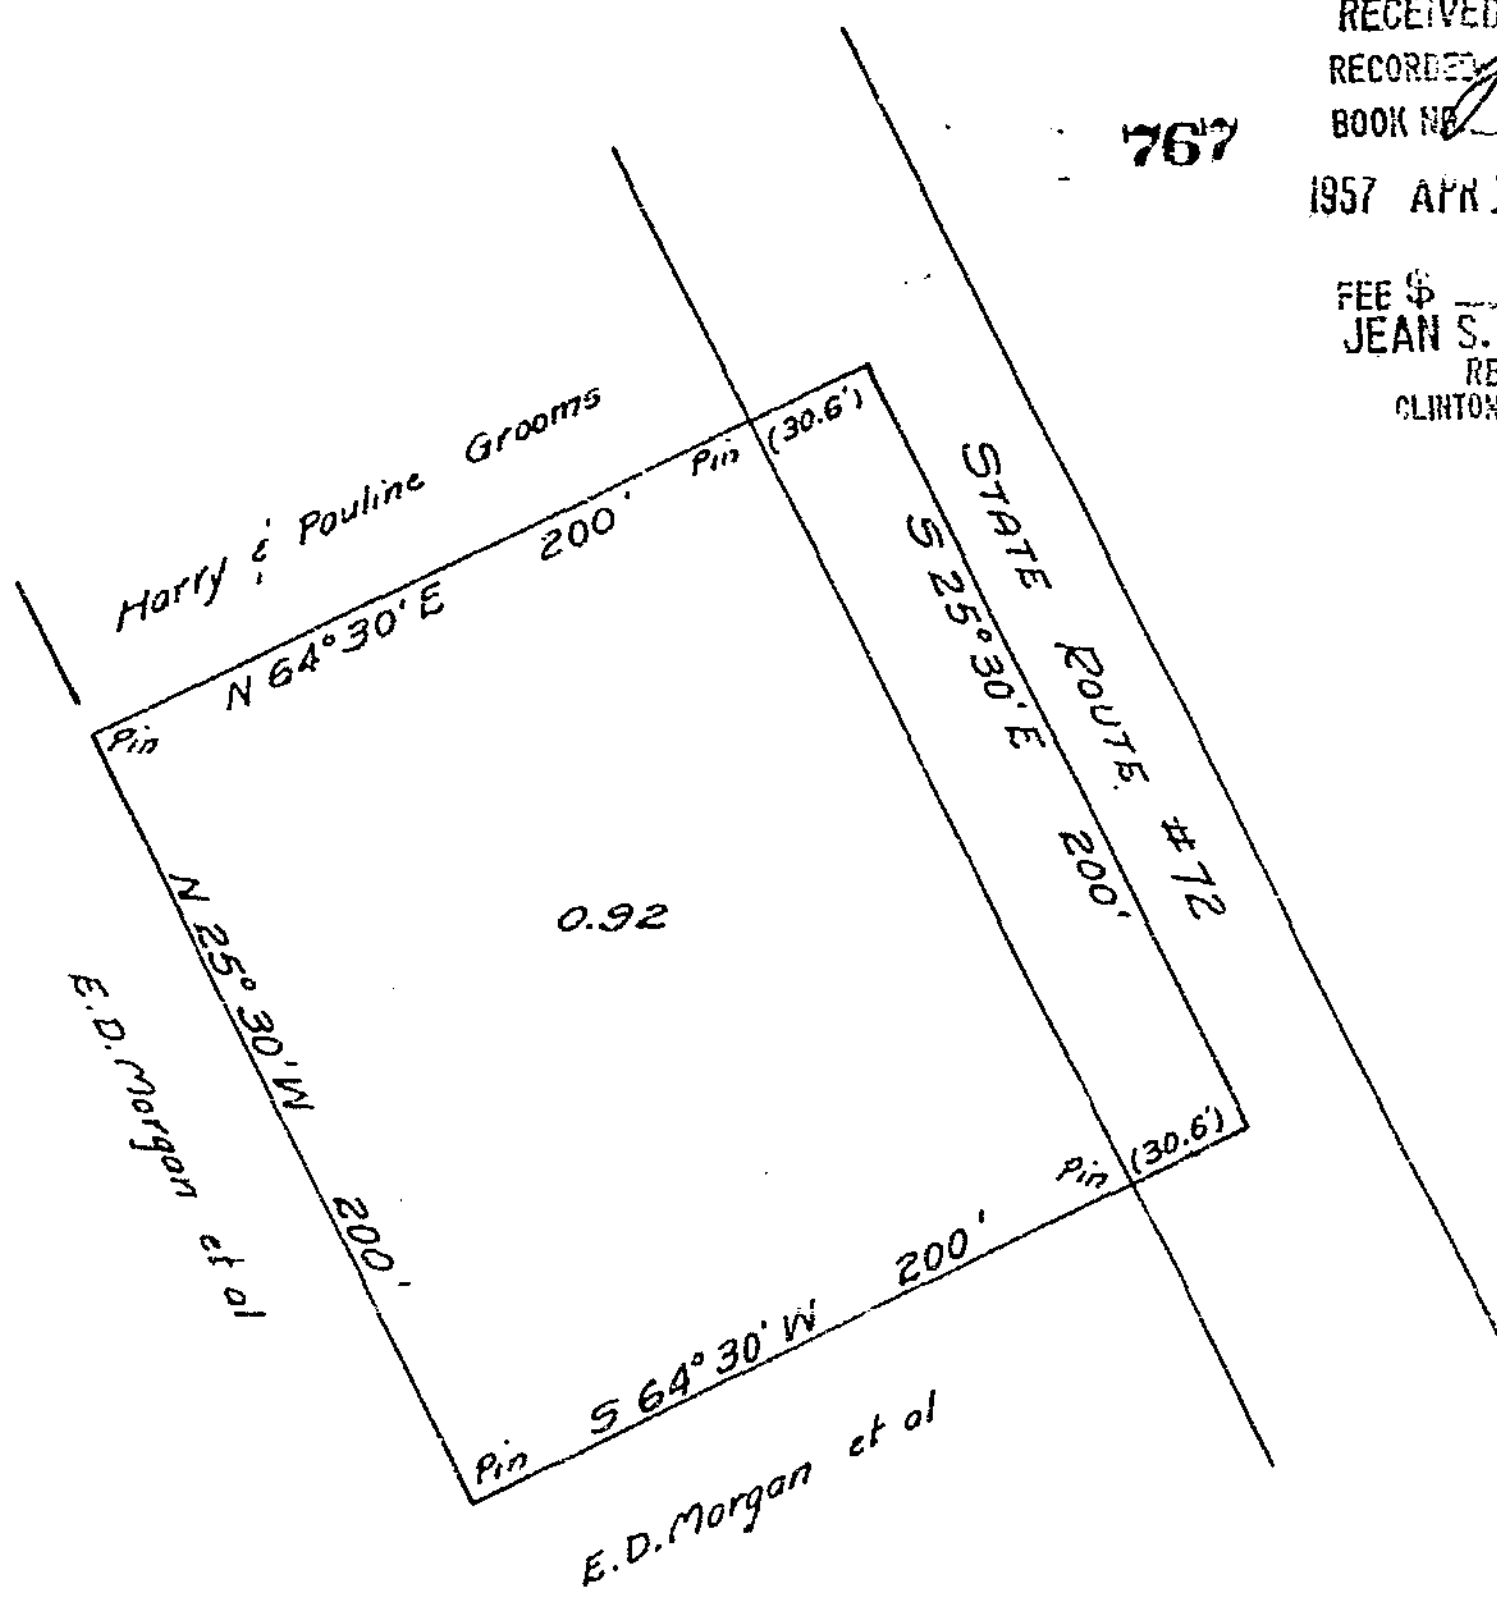 RECEIVED
RECORDED
BOOK NO.
767
1957 APR
FEE $
JEAN S.
RE
CLINTON
Harry & Pauline Grooms
200'
N 64° 30' E
Pin
(30.6')
STATE ROUTE #72
S 25° 30' E 200'
Pin
0.92
N 25° 30' W 200'
E.D. Morgan et al
Pin
(30.6')
S 64° 30' W 200'
Pin
E.D. Morgan et al